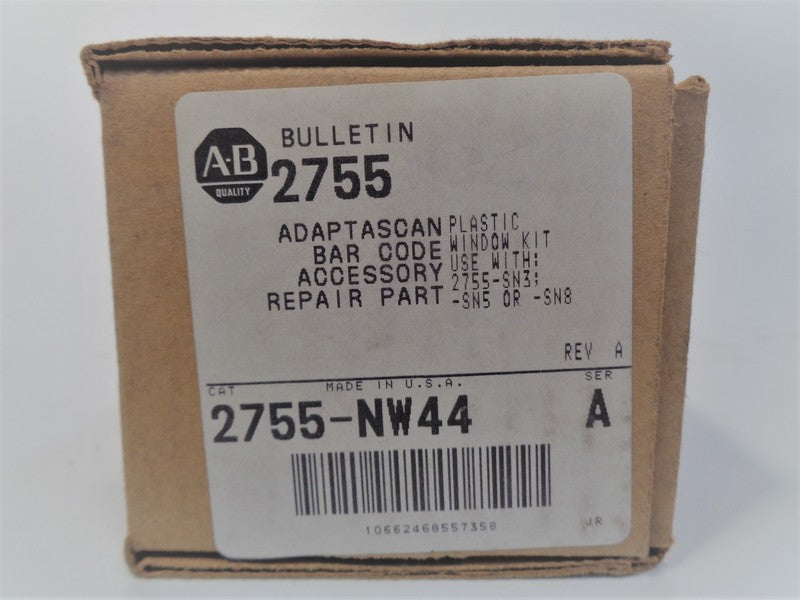 BULLETIN
A-B
QUALITY
2755
ADAPTASCAN
BAR CODE
ACCESSORY
REPAIR PART
PLASTIC
WINDOW KIT
USE WITH:
2755-SN3;
-SN5 OR -SN8
REV A
CAT
MADE IN U.S.A.
SER
2755-NW44
A
10662468557358
JR